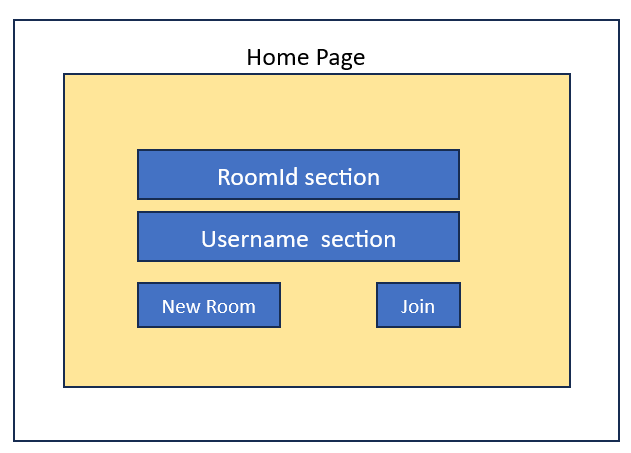 Home Page
RoomId section
Username  section
New Room
Join